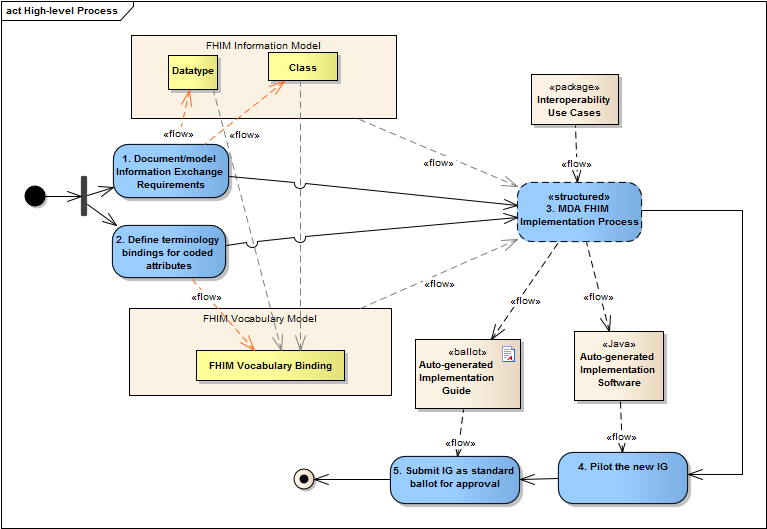 act High-level Process
FHIM Information Model
Datatype
Class
«flow»
«flow»
«package»
Interoperability
Use Cases
«flow»
«flow»
1. Document/model
Information Exchange
Requirements
«structured»
3. MDA FHIM
Implementation Process
2. Define terminology
bindings for coded
attributes
«flow»
«flow»
«flow»
«flow»
FHIM Vocabulary Model
FHIM Vocabulary Binding
«ballot»
Auto-generated
Implementation
Guide
«Java»
Auto-generated
Implementation
Software
«flow»
«flow»
5. Submit IG as standard
ballot for approval
4. Pilot the new IG